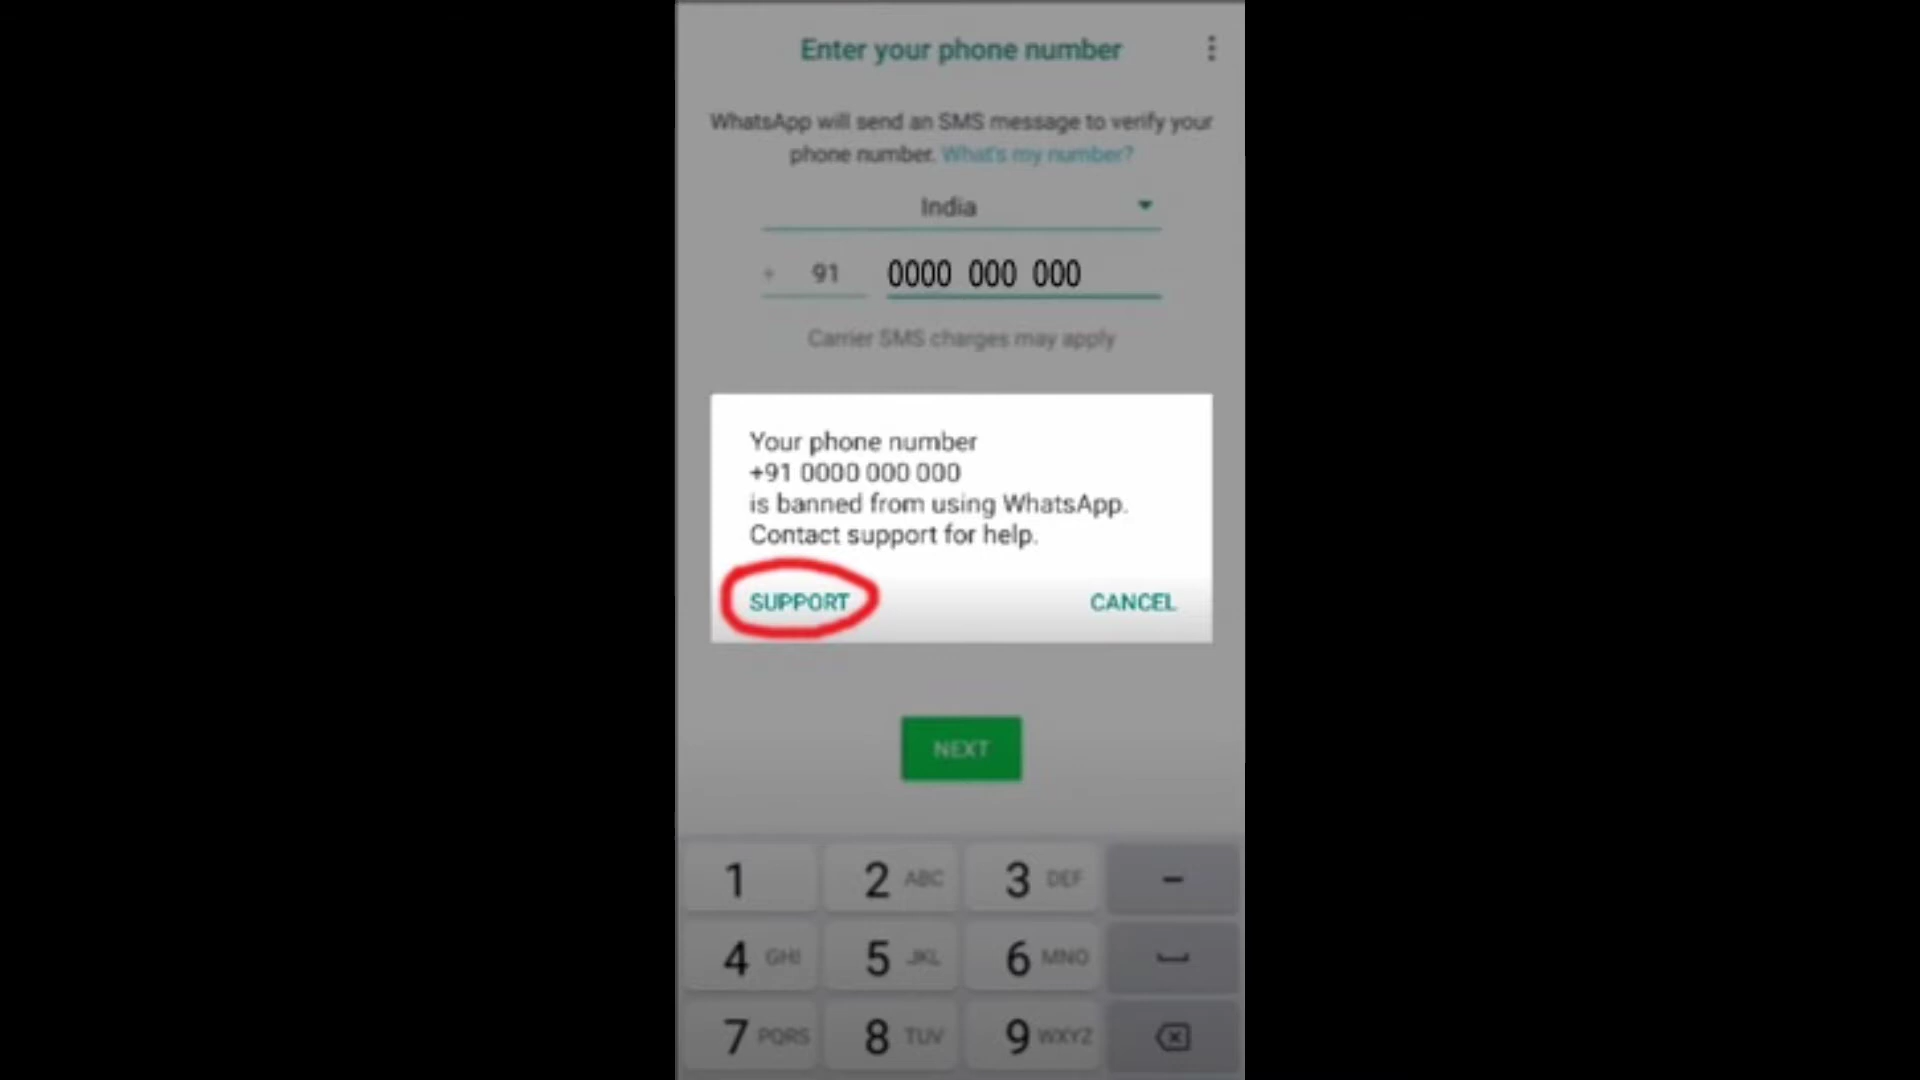 Enter your phone number
WhatsApp will send an SMS message to verify your
phone number. What's my number?
India
+ 91 0000 000 000
Carrier SMS charges may apply
Your phone number
+91 0000 000 000
is banned from using WhatsApp.
Contact support for help.
SUPPORT CANCEL
NEXT
1 2 ABC 3 DEF -
4 GHI 5 JKL 6 MNO
7 PQRS 8 TUV 9 WXYZ